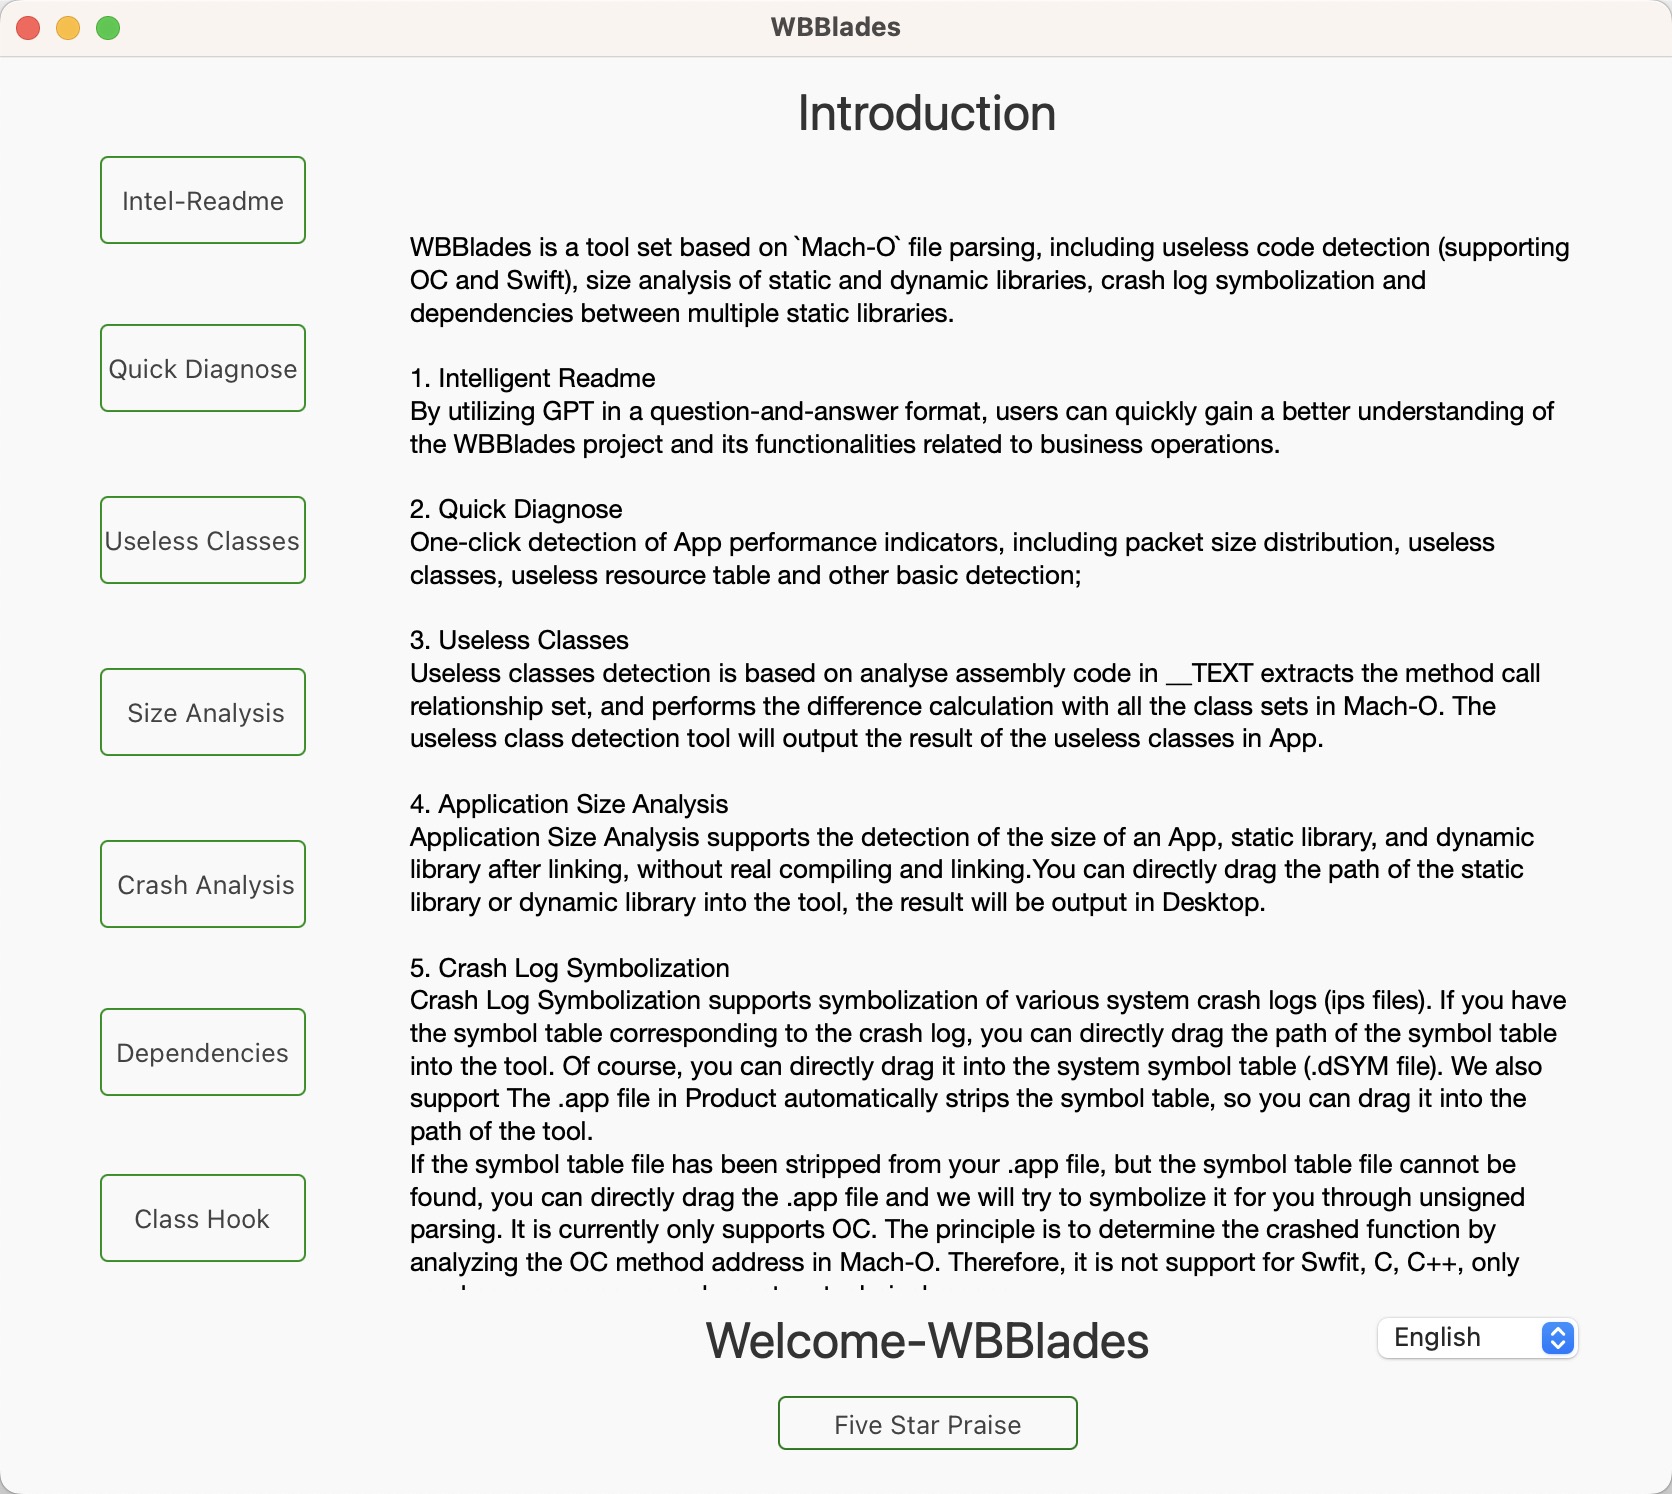 WBBlades
Introduction
Intel-Readme
Quick Diagnose
Useless Classes
Size Analysis
Crash Analysis
Dependencies
Class Hook
WBBlades is a tool set based on `Mach-O` file parsing, including useless code detection (supporting
OC and Swift), size analysis of static and dynamic libraries, crash log symbolization and
dependencies between multiple static libraries.
1. Intelligent Readme
By utilizing GPT in a question-and-answer format, users can quickly gain a better understanding of
the WBBlades project and its functionalities related to business operations.
2. Quick Diagnose
One-click detection of App performance indicators, including packet size distribution, useless
classes, useless resource table and other basic detection;
3. Useless Classes
Useless classes detection is based on analyse assembly code in __TEXT extracts the method call
relationship set, and performs the difference calculation with all the class sets in Mach-O. The
useless class detection tool will output the result of the useless classes in App.
4. Application Size Analysis
Application Size Analysis supports the detection of the size of an App, static library, and dynamic
library after linking, without real compiling and linking.You can directly drag the path of the static
library or dynamic library into the tool, the result will be output in Desktop.
5. Crash Log Symbolization
Crash Log Symbolization supports symbolization of various system crash logs (ips files). If you have
the symbol table corresponding to the crash log, you can directly drag the path of the symbol table
into the tool. Of course, you can directly drag it into the system symbol table (.dSYM file). We also
support The .app file in Product automatically strips the symbol table, so you can drag it into the
path of the tool.
If the symbol table file has been stripped from your .app file, but the symbol table file cannot be
found, you can directly drag the .app file and we will try to symbolize it for you through unsigned
parsing. It is currently only supports OC. The principle is to determine the crashed function by
analyzing the OC method address in Mach-O. Therefore, it is not support for Swfit, C, C++, only
Welcome-WBBlades
English
Five Star Praise